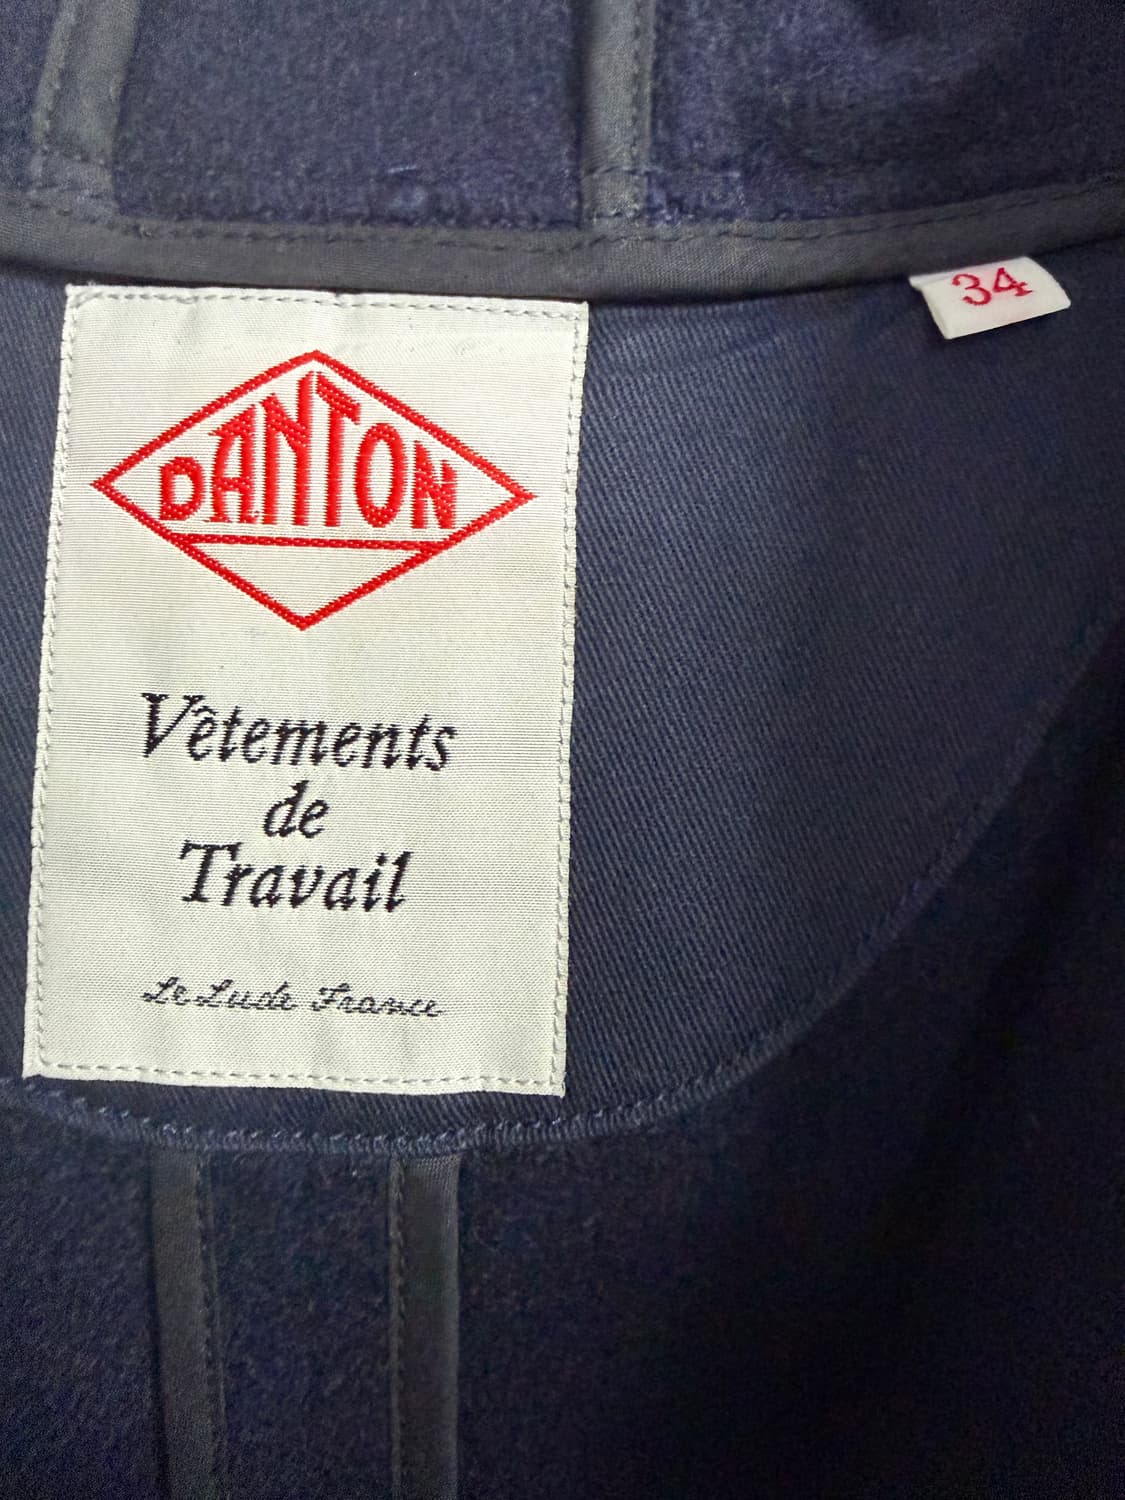 34
DANTON
Vêtements
de
Travail
Le Lude France